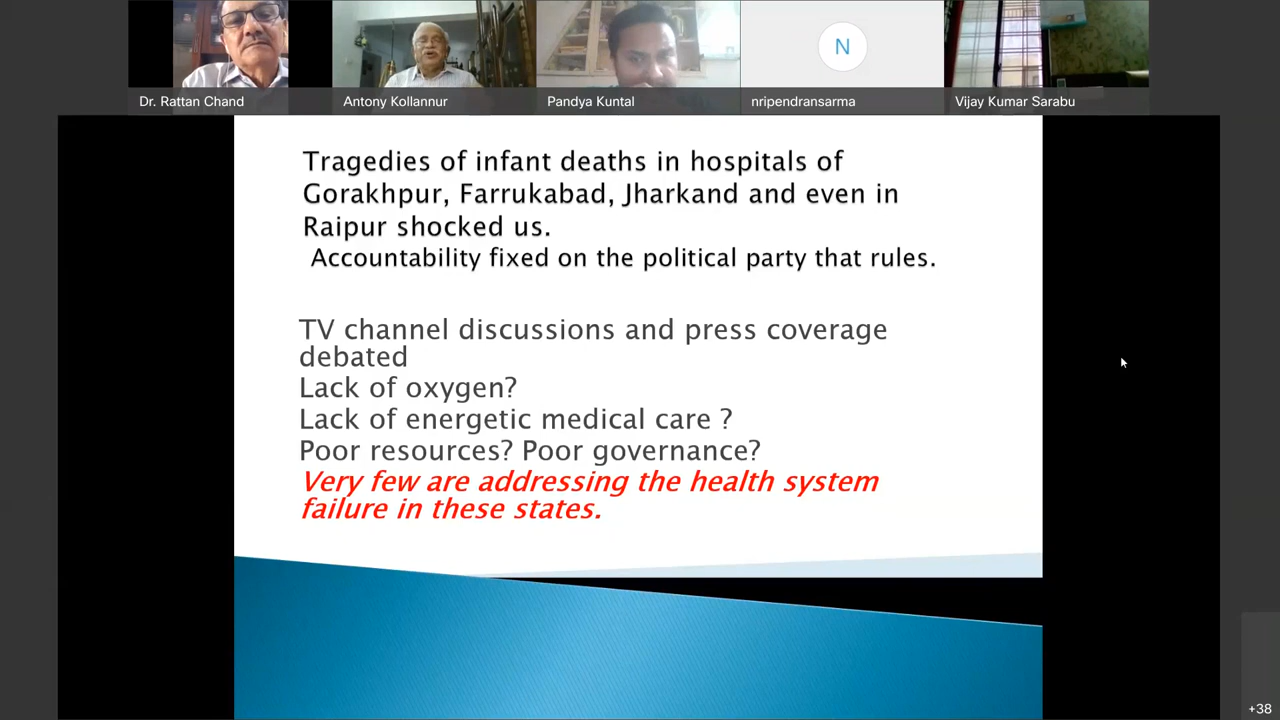 Dr. Rattan Chand
Antony Kollannur
Pandya Kuntal
N
nripendransarma
Vijay Kumar Sarabu
Tragedies of infant deaths in hospitals of
Gorakhpur, Farrukabad, Jharkand and even in
Raipur shocked us.
Accountability fixed on the political party that rules.
TV channel discussions and press coverage
debated
Lack of oxygen?
Lack of energetic medical care ?
Poor resources? Poor governance?
Very few are addressing the health system
failure in these states.
+38